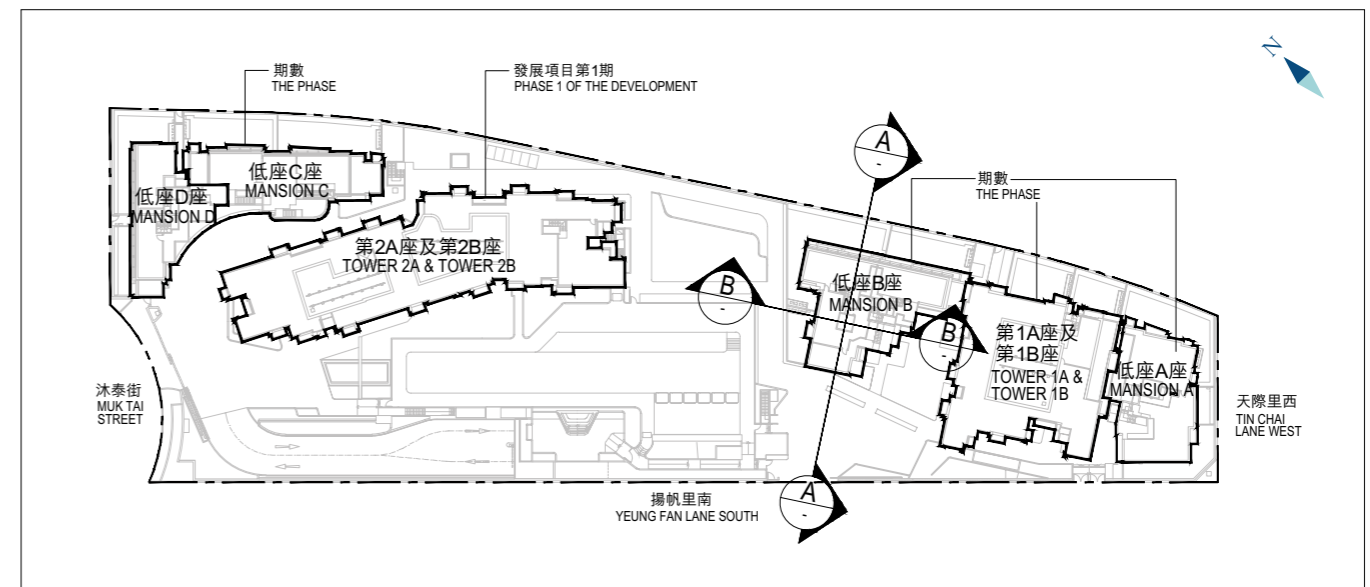 N
期數
THE PHASE
發展項目第1期
PHASE 1 OF THE DEVELOPMENT
A
-
期數
THE PHASE
低座C座
MANSION C
低座D座
MANSION D
第2A座及第2B座
TOWER 2A & TOWER 2B
B
-
低座B座
MANSION B
B
-
第1A座及
第1B座
TOWER 1A &
TOWER 1B
低座A座
MANSION A
沐泰街
MUK TAI
STREET
天際里西
TIN CHAI
LANE WEST
A
-
揚帆里南
YEUNG FAN LANE SOUTH